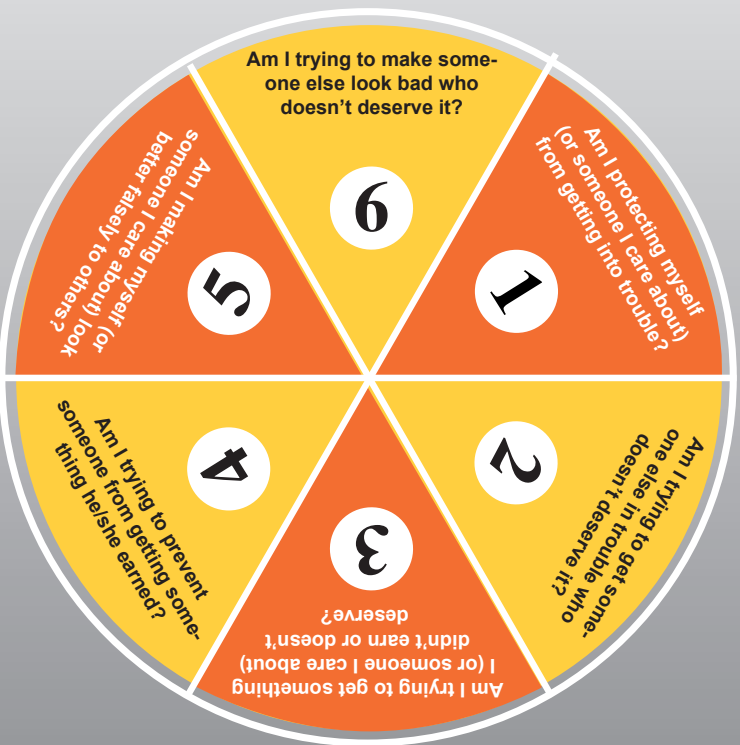 Am I protecting myself
(or someone I care about)
from getting into trouble?
1
Am I trying to get some-
one else in trouble who
doesn't deserve it?
2
Am I trying to get something
I (or someone I care about)
didn't earn or doesn't
deserve?
3
Am I trying to prevent
someone from getting some-
thing he/she earned?
4
Am I making myself (or
someone I care about) look
better falsely to others?
5
Am I trying to make some-
one else look bad who
doesn't deserve it?
6